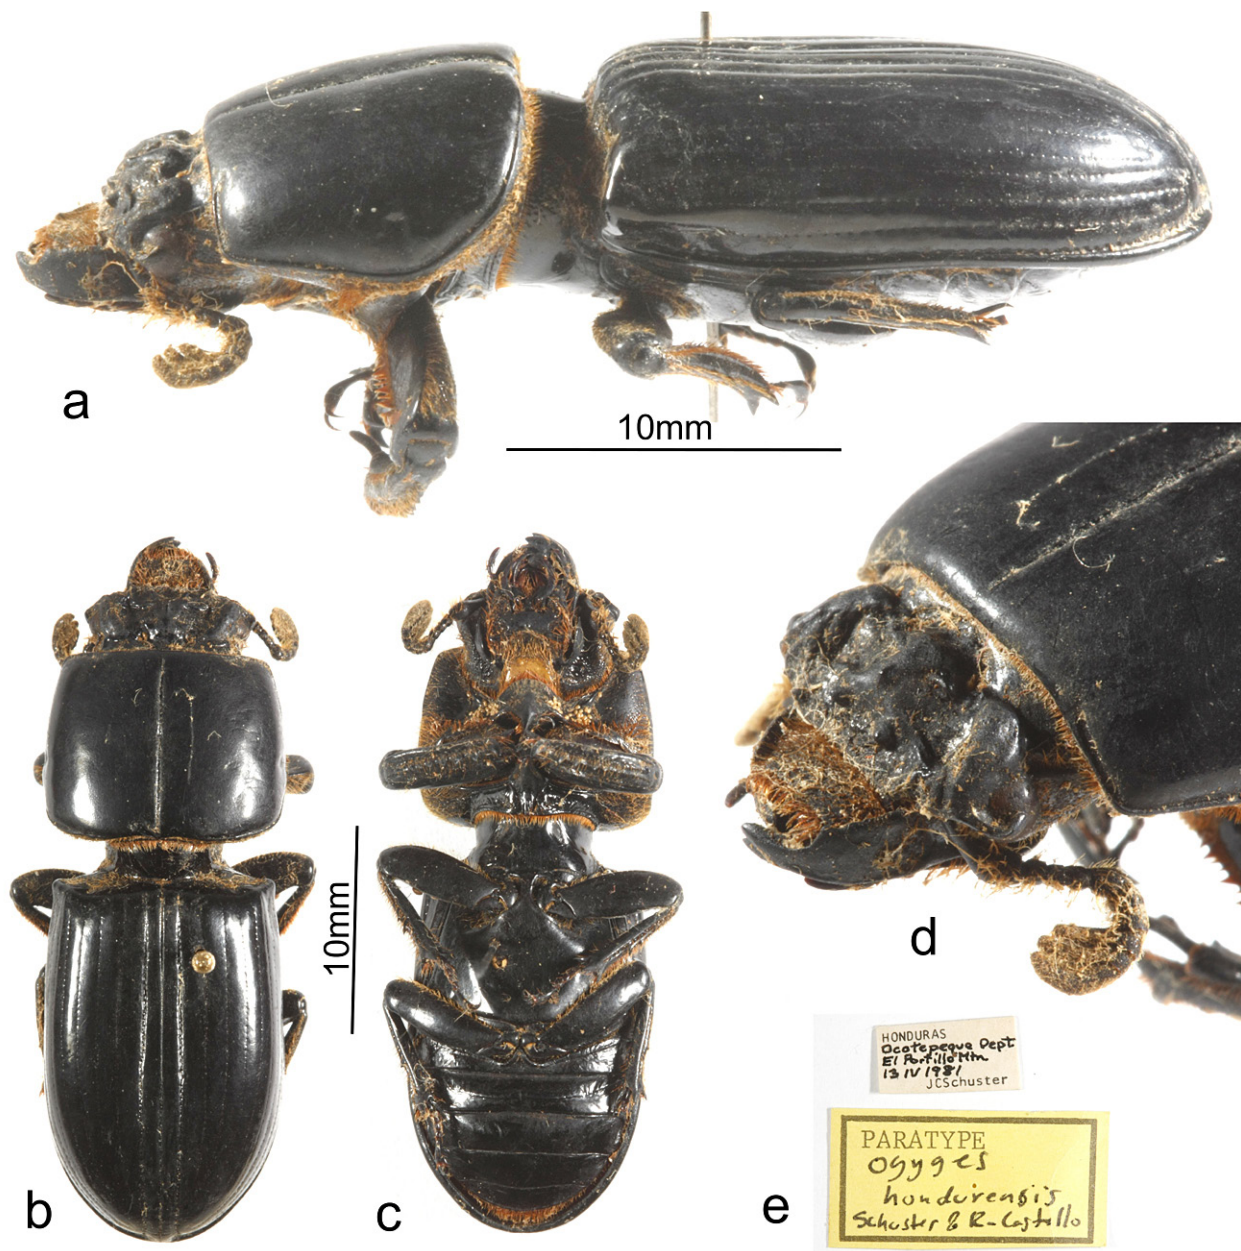 a
10mm
d
10mm
b
c
e
HONDURAS
Ocotepeque Dept
El Portillo Mtn
13 IV 1981
JCSchuster
PARATYPE
Ogyges
hondurensis
Schuster & R-Castillo